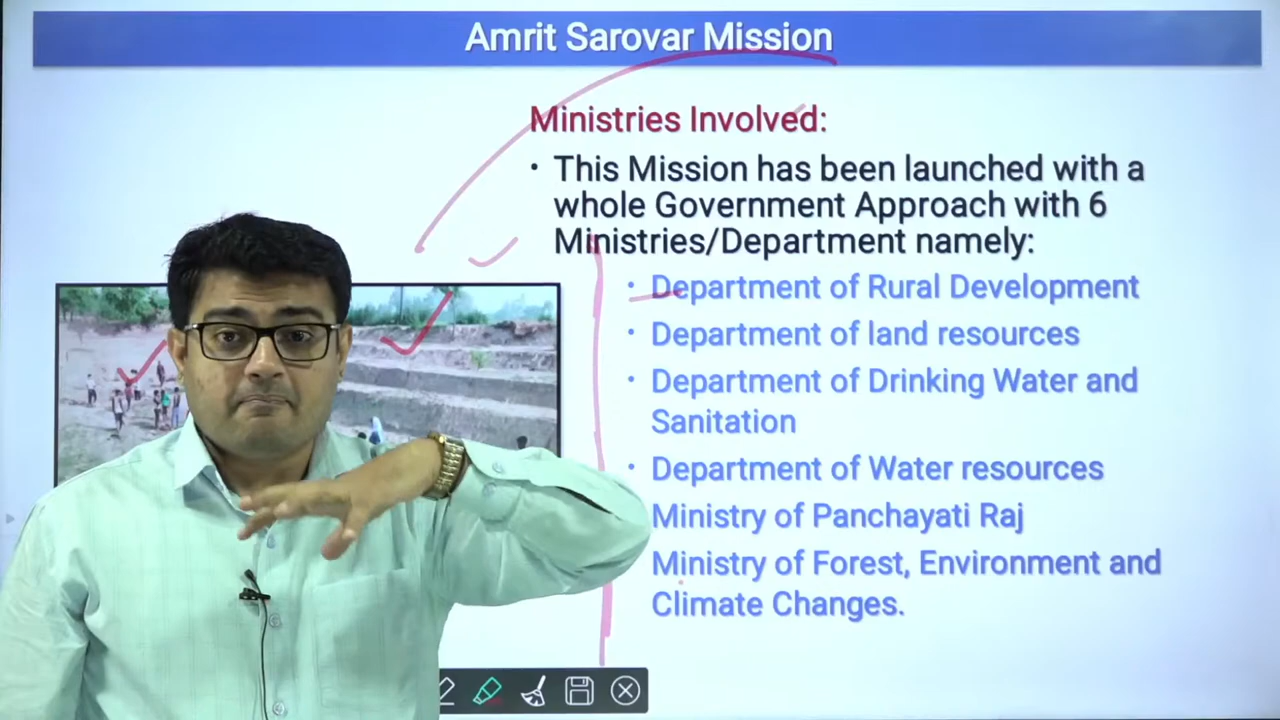 Amrit Sarovar Mission
Ministries Involved:
• This Mission has been launched with a
whole Government Approach with 6
Ministries/Department namely:
• Department of Rural Development
• Department of land resources
• Department of Drinking Water and
Sanitation
• Department of Water resources
Ministry of Panchayati Raj
Ministry of Forest, Environment and
Climate Changes.